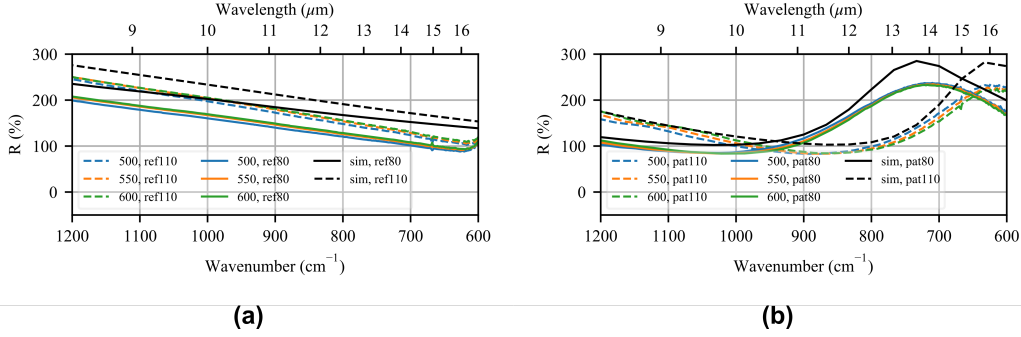 Wavelength (μm)
9 10 11 12 13 14 15 16
300
200
100
0
R (%)
500, ref110 500, ref80 sim, ref80
550, ref110 550, ref80 sim, ref110
600, ref110 600, ref80
1200 1100 1000 900 800 700 600
Wavenumber (cm⁻¹)
(a)
Wavelength (μm)
9 10 11 12 13 14 15 16
300
200
100
0
R (%)
500, pat110 500, pat80 sim, pat80
550, pat110 550, pat80 sim, pat110
600, pat110 600, pat80
1200 1100 1000 900 800 700 600
Wavenumber (cm⁻¹)
(b)